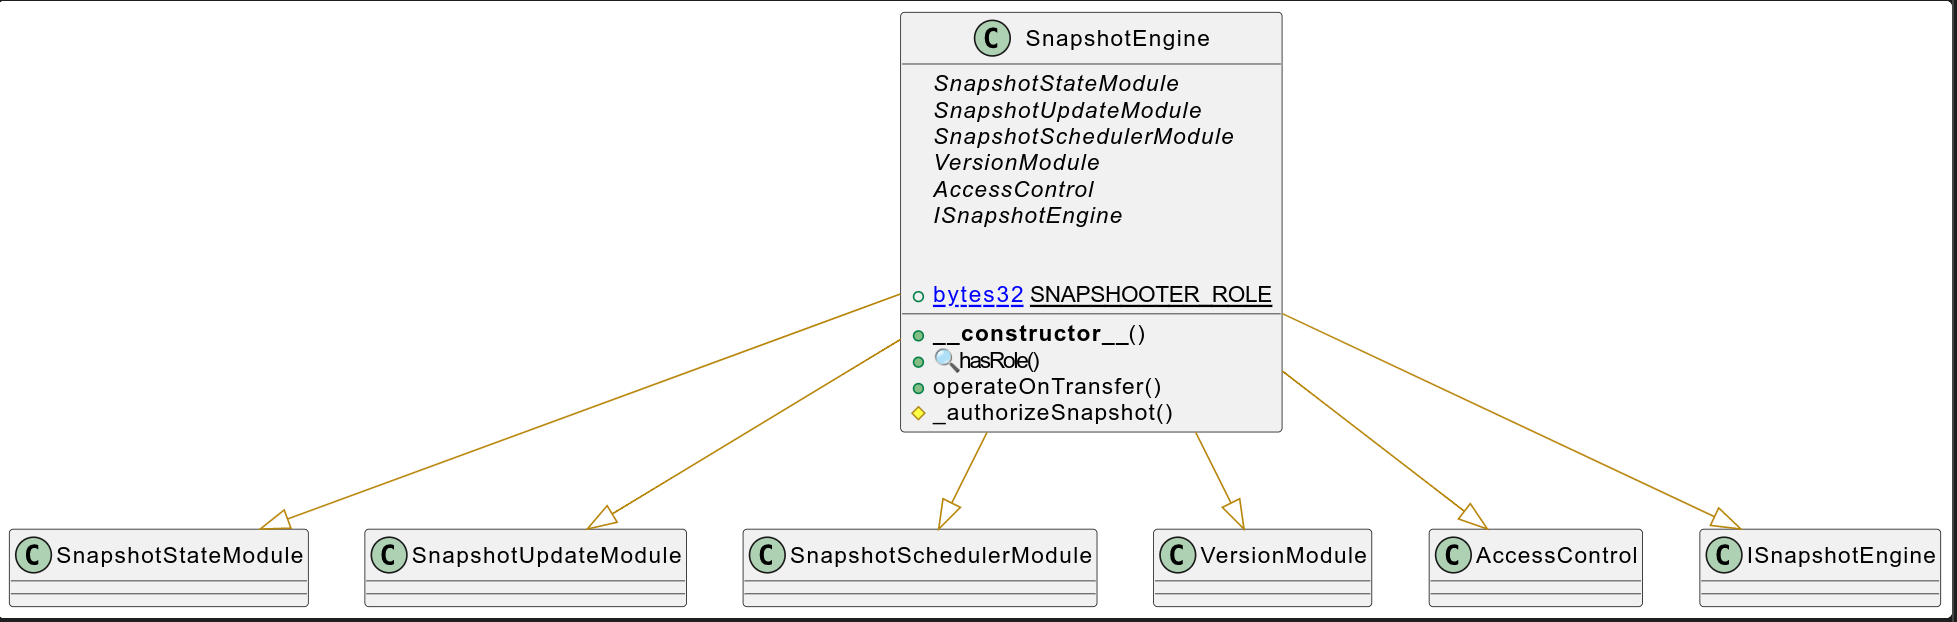 C SnapshotEngine
SnapshotStateModule
SnapshotUpdateModule
SnapshotSchedulerModule
VersionModule
AccessControl
ISnapshotEngine
bytes32 SNAPSHOOTER_ROLE
__constructor__()
🔍hasRole()
operateOnTransfer()
_authorizeSnapshot()
C SnapshotStateModule
C SnapshotUpdateModule
C SnapshotSchedulerModule
C VersionModule
C AccessControl
C ISnapshotEngine